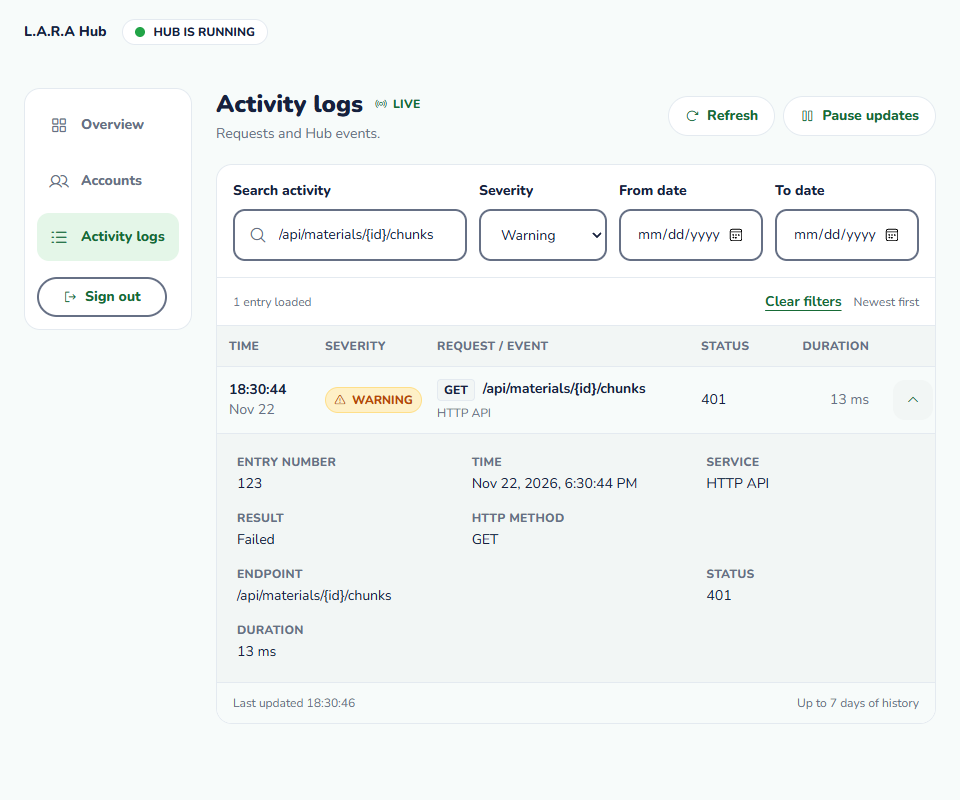 L.A.R.A Hub
HUB IS RUNNING
Overview
Accounts
Activity logs
Sign out
Activity logs LIVE
Requests and Hub events.
Refresh
Pause updates
Search activity Severity From date To date
/api/materials/{id}/chunks Warning mm/dd/yyyy mm/dd/yyyy
1 entry loaded Clear filters Newest first
TIME SEVERITY REQUEST / EVENT STATUS DURATION
18:30:44
Nov 22
WARNING
GET /api/materials/{id}/chunks
HTTP API
401
13 ms
ENTRY NUMBER TIME SERVICE
123 Nov 22, 2026, 6:30:44 PM HTTP API
RESULT HTTP METHOD
Failed GET
ENDPOINT STATUS
/api/materials/{id}/chunks 401
DURATION
13 ms
Last updated 18:30:46 Up to 7 days of history